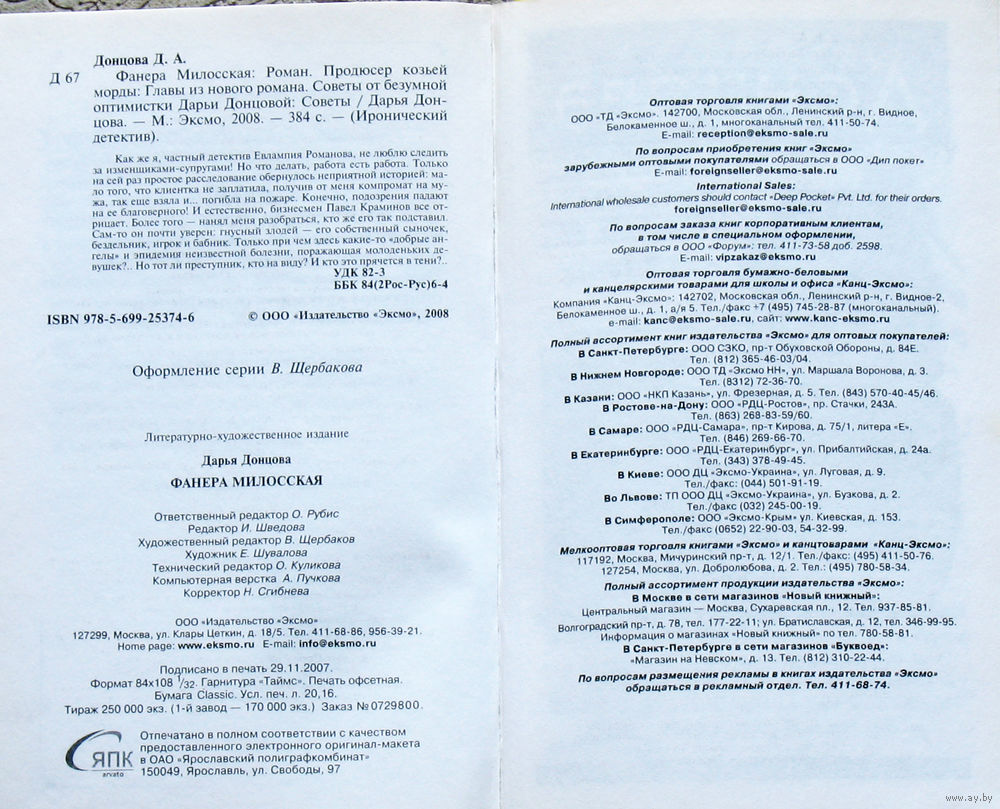 Донцова Д. А.
Д 67
Фанера Милосская: Роман. Продюсер козьей
морды: Главы из нового романа. Советы от безумной
оптимистки Дарьи Донцовой: Советы / Дарья Дон-
цова. — М.: Эксмо, 2008. — 384 с. — (Иронический
детектив).
Как же я, частный детектив Евлампия Романова, не люблю следить
за изменщиками-супругами! Но что делать, работа есть работа. Только
на сей раз простое расследование обернулось неприятной историей: ма-
ло того, что клиентка не заплатила, получив от меня компромат на му-
жа, так еще взяла и... погибла на пожаре. Конечно, подозрения падают
на ее благоверного! И естественно, бизнесмен Павел Краминов все от-
рицает. Более того — нанял меня разобраться, кто же его так подставил.
Сам-то он почти уверен: гнусный злодей — его собственный сыночек,
бездельник, игрок и бабник. Только при чем здесь какие-то «добрые ан-
гелы» и эпидемия неизвестной болезни, поражающая молоденьких де-
вушек?.. Но тот ли преступник, кто на виду? И кто это прячется в тени?..
УДК 82-3
ББК 84(2Рос-Рус)6-4
ISBN 978-5-699-25374-6
© ООО «Издательство «Эксмо», 2008
Оформление серии В. Щербакова
Литературно-художественное издание
Дарья Донцова
ФАНЕРА МИЛОССКАЯ
Ответственный редактор О. Рубис
Редактор И. Шведова
Художественный редактор В. Щербаков
Художник Е. Шувалова
Технический редактор О. Куликова
Компьютерная верстка А. Пучкова
Корректор Н. Сгибнева
ООО «Издательство «Эксмо»
127299, Москва, ул. Клары Цеткин, д. 18/5. Тел. 411-68-86, 956-39-21.
Home page: www.eksmo.ru E-mail: info@eksmo.ru
Подписано в печать 29.11.2007.
Формат 84x108 1/32. Гарнитура «Таймс». Печать офсетная.
Бумага Classic. Усл. печ. л. 20,16.
Тираж 250 000 экз. (1-й завод — 170 000 экз.) Заказ №0729800.
ЯПК
arvato
Отпечатано в полном соответствии с качеством
предоставленного электронного оригинал-макета
в ОАО «Ярославский полиграфкомбинат»
150049, Ярославль, ул. Свободы, 97
Оптовая торговля книгами «Эксмо»:
ООО «ТД «Эксмо». 142700, Московская обл., Ленинский р-н, г. Видное,
Белокаменное ш., д. 1, многоканальный тел. 411-50-74.
E-mail: reception@eksmo-sale.ru
По вопросам приобретения книг «Эксмо»
зарубежными оптовыми покупателями обращаться в ООО «Дип покет»
E-mail: foreignseller@eksmo-sale.ru
International Sales:
International wholesale customers should contact «Deep Pocket» Pvt. Ltd. for their orders.
foreignseller@eksmo-sale.ru
По вопросам заказа книг корпоративным клиентам,
в том числе в специальном оформлении,
обращаться в ООО «Форум»: тел. 411-73-58 доб. 2598.
E-mail: vipzakaz@eksmo.ru
Оптовая торговля бумажно-беловыми
и канцелярскими товарами для школы и офиса «Канц-Эксмо»:
Компания «Канц-Эксмо»: 142702, Московская обл., Ленинский р-н, г. Видное-2,
Белокаменное ш., д. 1, а/я 5. Тел./факс +7 (495) 745-28-87 (многоканальный).
e-mail: kanc@eksmo-sale.ru, сайт: www.kanc-eksmo.ru
Полный ассортимент книг издательства «Эксмо» для оптовых покупателей:
В Санкт-Петербурге: ООО СЗКО, пр-т Обуховской Обороны, д. 84Е.
Тел. (812) 365-46-03/04.
В Нижнем Новгороде: ООО ТД «Эксмо НН», ул. Маршала Воронова, д. 3.
Тел. (8312) 72-36-70.
В Казани: ООО «НКП Казань», ул. Фрезерная, д. 5. Тел. (843) 570-40-45/46.
В Ростове-на-Дону: ООО «РДЦ-Ростов», пр. Стачки, 243А.
Тел. (863) 268-83-59/60.
В Самаре: ООО «РДЦ-Самара», пр-т Кирова, д. 75/1, литера «Е».
Тел. (846) 269-66-70.
В Екатеринбурге: ООО «РДЦ-Екатеринбург», ул. Прибалтийская, д. 24а.
Тел. (343) 378-49-45.
В Киеве: ООО ДЦ «Эксмо-Украина», ул. Луговая, д. 9.
Тел./факс: (044) 501-91-19.
Во Львове: ТП ООО ДЦ «Эксмо-Украина», ул. Бузкова, д. 2.
Тел./факс (032) 245-00-19.
В Симферополе: ООО «Эксмо-Крым» ул. Киевская, д. 153.
Тел./факс (0652) 22-90-03, 54-32-99.
Мелкооптовая торговля книгами «Эксмо» и канцтоварами «Канц-Эксмо»:
117192, Москва, Мичуринский пр-т, д. 12/1. Тел./факс: (495) 411-50-76.
127254, Москва, ул. Добролюбова, д. 2. Тел.: (495) 780-58-34.
Полный ассортимент продукции издательства «Эксмо»:
В Москве в сети магазинов «Новый книжный»:
Центральный магазин — Москва, Сухаревская пл., 12. Тел. 937-85-81.
Волгоградский пр-т, д. 78, тел. 177-22-11; ул. Братиславская, д. 12, тел. 346-99-95.
Информация о магазинах «Новый книжный» по тел. 780-58-81.
В Санкт-Петербурге в сети магазинов «Буквоед»:
«Магазин на Невском», д. 13. Тел. (812) 310-22-44.
По вопросам размещения рекламы в книгах издательства «Эксмо»
обращаться в рекламный отдел. Тел. 411-68-74.
www.ay.by